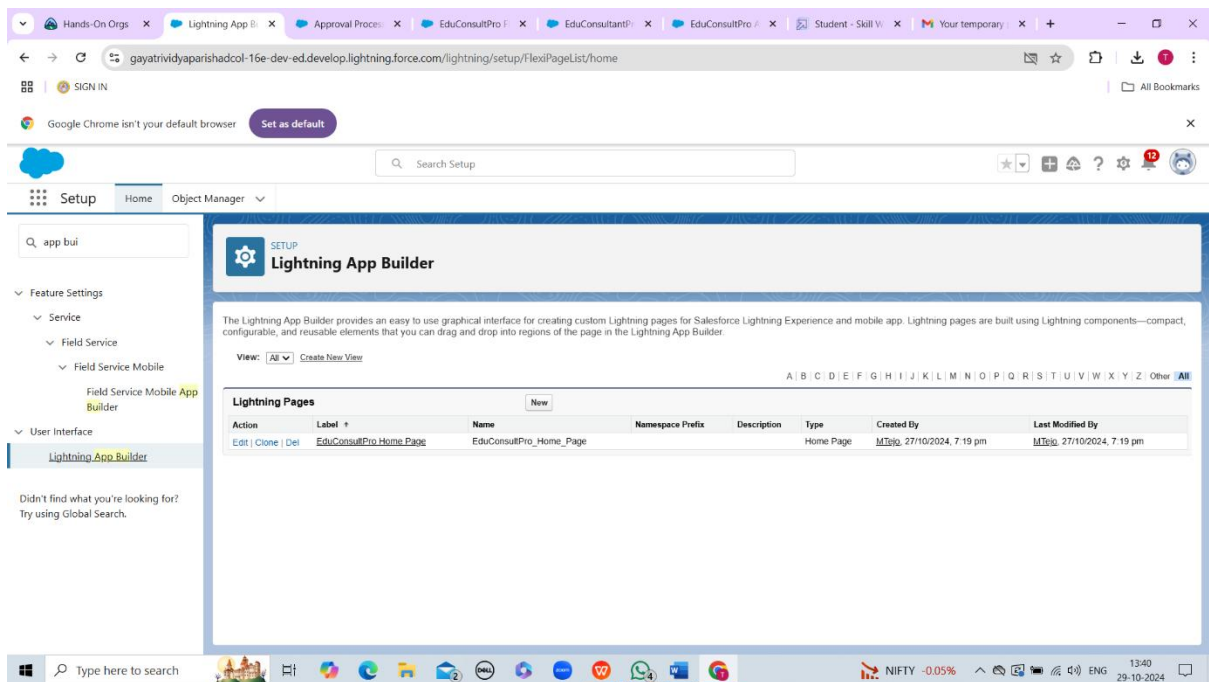 Hands-On Orgs
Lightning App B
Approval Proces
EduConsultPro F
EduConsultantPr
EduConsultPro A
Student - Skill W
Your temporary
gayatrividyaparishadcol-16e-dev-ed.develop.lightning.force.com/lightning/setup/FlexiPageList/home
T
SIGN IN
All Bookmarks
Google Chrome isn't your default browser
Set as default
Search Setup
12
Setup
Home
Object Manager
app bui
Feature Settings
Service
Field Service
Field Service Mobile
Field Service Mobile App
Builder
User Interface
Lightning App Builder
Didn't find what you're looking for?
Try using Global Search.
SETUP
Lightning App Builder
The Lightning App Builder provides an easy to use graphical interface for creating custom Lightning pages for Salesforce Lightning Experience and mobile app. Lightning pages are built using Lightning components—compact,
configurable, and reusable elements that you can drag and drop into regions of the page in the Lightning App Builder.
View: All Create New View
A | B | C | D | E | F | G | H | I | J | K | L | M | N | O | P | Q | R | S | T | U | V | W | X | Y | Z | Other All
Lightning Pages New
Action Label ↑ Name Namespace Prefix Description Type Created By Last Modified By
Edit | Clone | Del EduConsultPro Home Page EduConsultPro_Home_Page Home Page MTejo, 27/10/2024, 7:19 pm MTejo, 27/10/2024, 7:19 pm
Type here to search
2
DELL
zoom
4
NIFTY -0.05%
ENG
13:40
29-10-2024